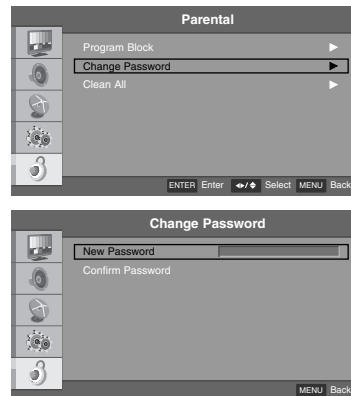 Parental
Program Block
Change Password
Clean All
ENTER Enter / Select MENU Back
Change Password
New Password
Confirm Password
MENU Back